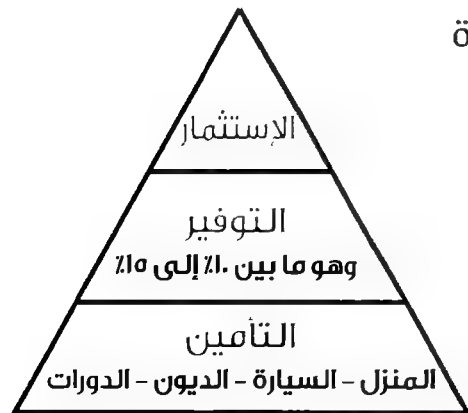 ة
الإستثمار
التوفير
وهو ما بين ١٠٪ إلى ١٥٪
التأمين
المنزل - السيارة - الديون - الدورات